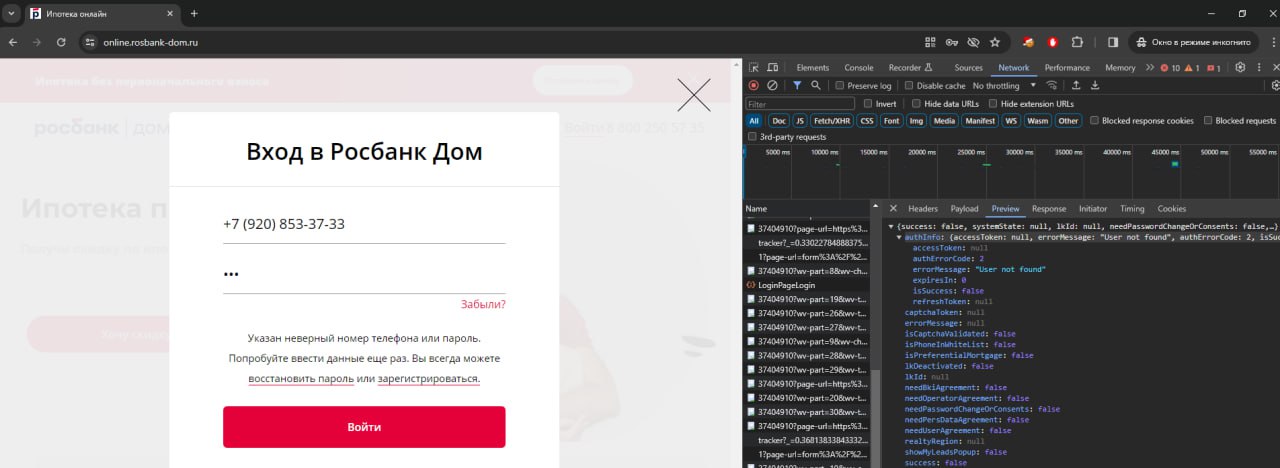 Ипотека онлайн
online.rosbank-dom.ru
Окно в режиме инкогнито
Ипотека без первоначального взноса
росбанк | дом
Войти 8 800 250 57 35
Ипотека п
Вход в Росбанк Дом
+7 (920) 853-37-33
•••
Забыли?
Указан неверный номер телефона или пароль.
Попробуйте ввести данные еще раз. Вы всегда можете
восстановить пароль или зарегистрироваться.
Войти
Elements Console Recorder Sources Network Performance Memory 10 1 1
Preserve log Disable cache No throttling
Filter Invert Hide data URLs Hide extension URLs
All Doc JS Fetch/XHR CSS Font Img Media Manifest WS Wasm Other Blocked response cookies Blocked requests
3rd-party requests
5000 ms 10000 ms 15000 ms 20000 ms 25000 ms 30000 ms 35000 ms 40000 ms 45000 ms 50000 ms 55000 ms
Name
37404910?page-url=https%3...
tracker?_=0.33022784888375...
1?page-url=form%3A%2F%2...
37404910?wv-part=8&wv-ch...
LoginPageLogin
37404910?wv-part=19&wv-t...
37404910?wv-part=26&wv-t...
37404910?wv-part=27&wv-t...
37404910?wv-part=9&wv-ch...
37404910?wv-part=28&wv-t...
37404910?wv-part=29&wv-t...
37404910?page-url=https%3...
37404910?wv-part=20&wv-t...
37404910?wv-part=30&wv-t...
37404910?page-url=https%3...
tracker?_=0.36813833843332...
1?page-url=form%3A%2F%2...
Headers Payload Preview Response Initiator Timing Cookies
{success: false, systemState: null, lkId: null, needPasswordChangeOrConsents: false,…}
authInfo: {accessToken: null, errorMessage: "User not found", authErrorCode: 2, isSuc
accessToken: null
authErrorCode: 2
errorMessage: "User not found"
expiresIn: 0
isSuccess: false
refreshToken: null
captchaToken: null
errorMessage: null
isCaptchaValidated: false
isPhoneInWhiteList: false
isPreferentialMortgage: false
lkDeactivated: false
lkId: null
needBkiAgreement: false
needOperatorAgreement: false
needPasswordChangeOrConsents: false
needPersDataAgreement: false
needUserAgreement: false
realtyRegion: null
showMyLeadsPopup: false
success: false